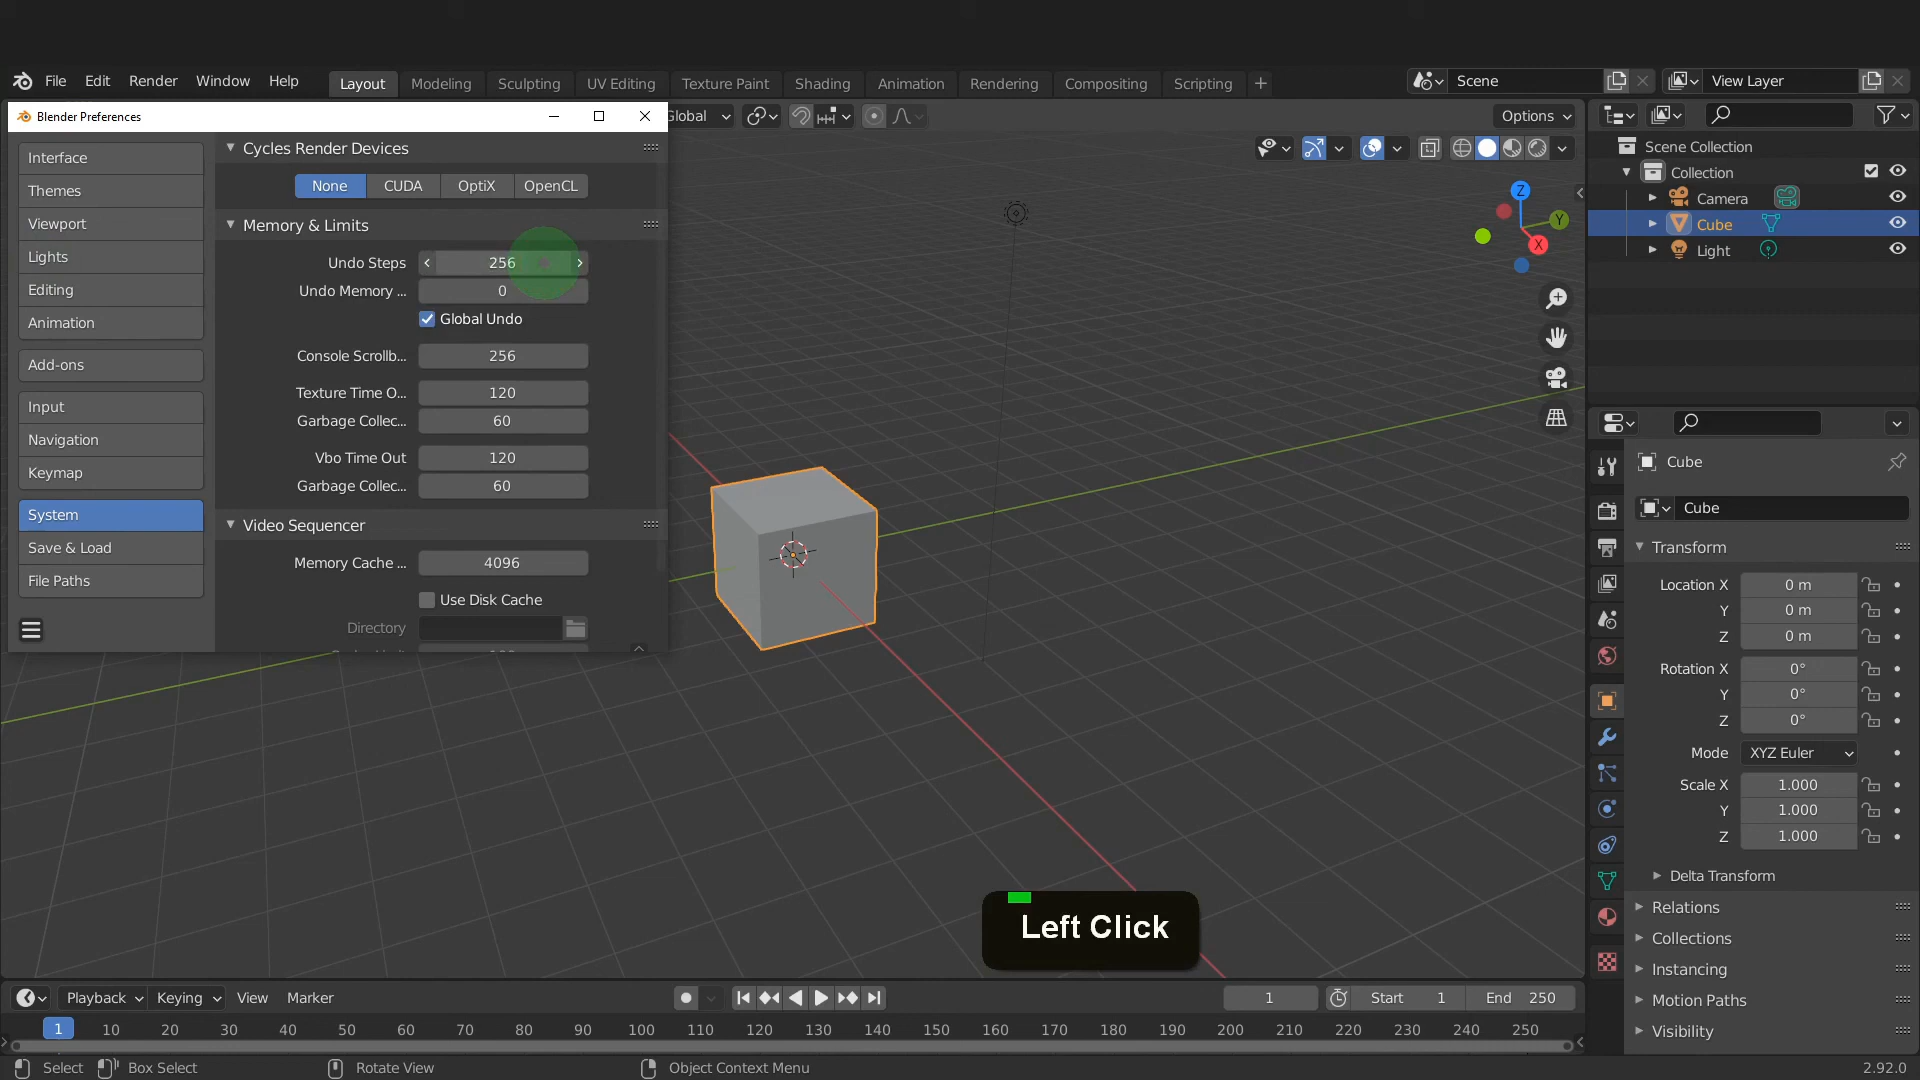 File Edit Render Window Help Layout Modeling Sculpting UV Editing Texture Paint Shading Animation Rendering Compositing Scripting Scene View Layer
Blender Preferences
Global
Options
Interface
Themes
Viewport
Lights
Editing
Animation
Add-ons
Input
Navigation
Keymap
System
Save & Load
File Paths
Cycles Render Devices
None CUDA OptiX OpenCL
Memory & Limits
Undo Steps 256
Undo Memory ... 0
Global Undo
Console Scrollb... 256
Texture Time O... 120
Garbage Collec... 60
Vbo Time Out 120
Garbage Collec... 60
Video Sequencer
Memory Cache ... 4096
Use Disk Cache
Directory
Z
Y
X
Left Click
Scene Collection
Collection
Camera
Cube
Light
Cube
Cube
Transform
Location X 0 m
Y 0 m
Z 0 m
Rotation X 0°
Y 0°
Z 0°
Mode XYZ Euler
Scale X 1.000
Y 1.000
Z 1.000
Delta Transform
Relations
Collections
Instancing
Motion Paths
Visibility
Playback Keying View Marker 1 Start 1 End 250
1 10 20 30 40 50 60 70 80 90 100 110 120 130 140 150 160 170 180 190 200 210 220 230 240 250
Select Box Select Rotate View Object Context Menu 2.92.0